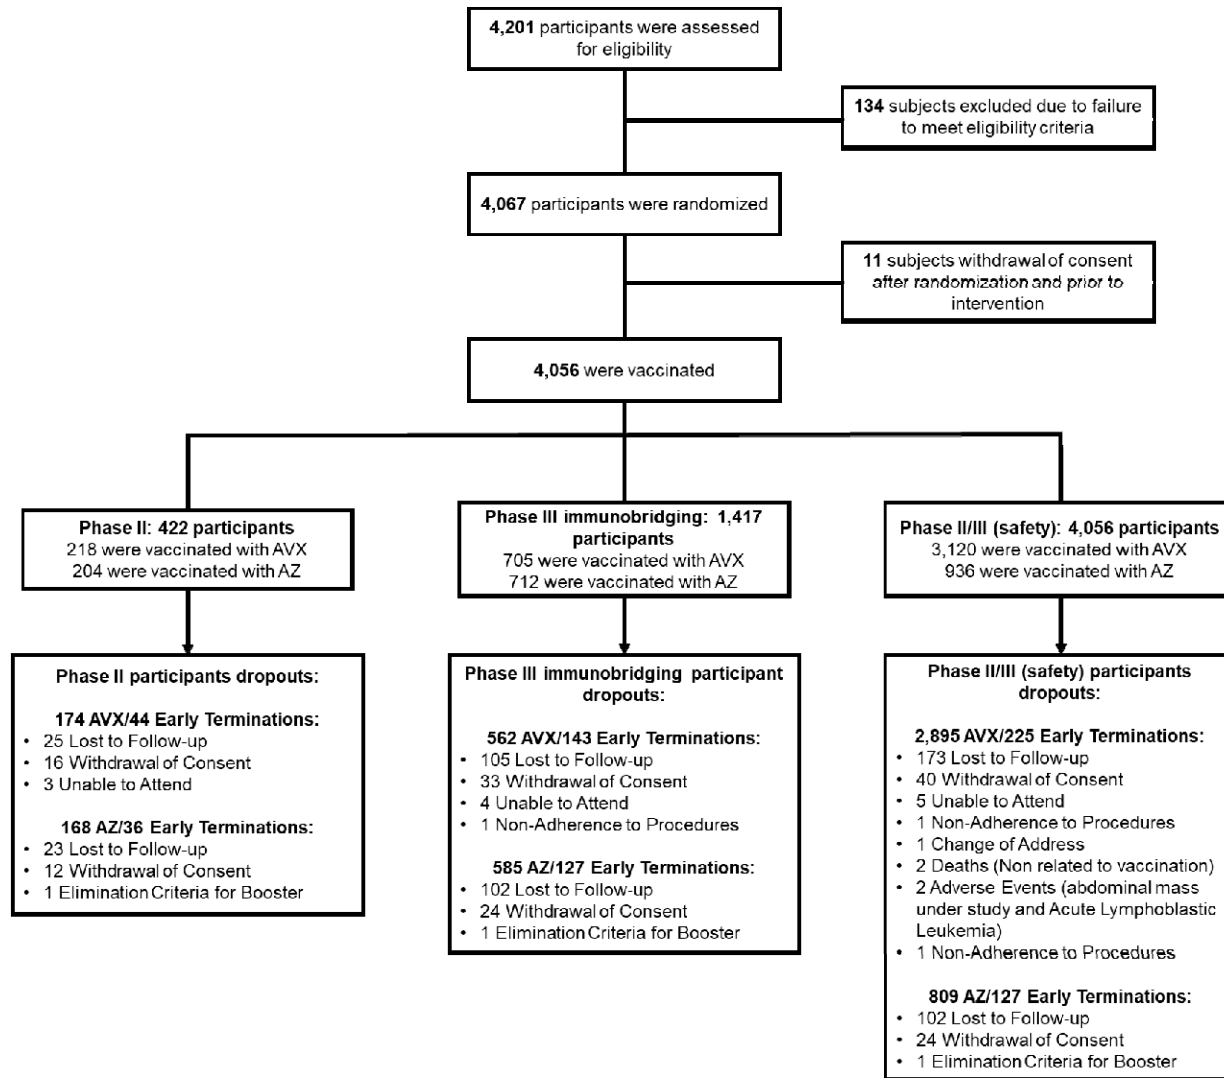 4,201 participants were assessed
for eligibility
134 subjects excluded due to failure
to meet eligibility criteria
4,067 participants were randomized
11 subjects withdrawal of consent
after randomization and prior to
intervention
4,056 were vaccinated
Phase II: 422 participants
218 were vaccinated with AVX
204 were vaccinated with AZ
Phase III immunobridging: 1,417
participants
705 were vaccinated with AVX
712 were vaccinated with AZ
Phase II/III (safety): 4,056 participants
3,120 were vaccinated with AVX
936 were vaccinated with AZ
Phase II participants dropouts:
174 AVX/44 Early Terminations:
• 25 Lost to Follow-up
• 16 Withdrawal of Consent
• 3 Unable to Attend
168 AZ/36 Early Terminations:
• 23 Lost to Follow-up
• 12 Withdrawal of Consent
• 1 Elimination Criteria for Booster
Phase III immunobridging participant
dropouts:
562 AVX/143 Early Terminations:
• 105 Lost to Follow-up
• 33 Withdrawal of Consent
• 4 Unable to Attend
• 1 Non-Adherence to Procedures
585 AZ/127 Early Terminations:
• 102 Lost to Follow-up
• 24 Withdrawal of Consent
• 1 Elimination Criteria for Booster
Phase II/III (safety) participants
dropouts:
2,895 AVX/225 Early Terminations:
• 173 Lost to Follow-up
• 40 Withdrawal of Consent
• 5 Unable to Attend
• 1 Non-Adherence to Procedures
• 1 Change of Address
• 2 Deaths (Non related to vaccination)
• 2 Adverse Events (abdominal mass
under study and Acute Lymphoblastic
Leukemia)
• 1 Non-Adherence to Procedures
809 AZ/127 Early Terminations:
• 102 Lost to Follow-up
• 24 Withdrawal of Consent
• 1 Elimination Criteria for Booster